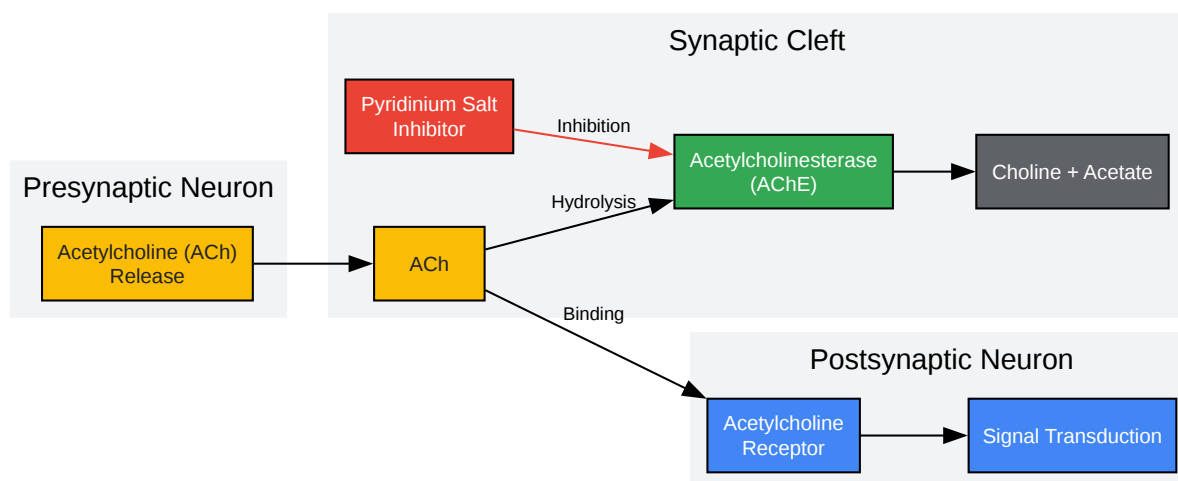 Synaptic Cleft
Pyridinium Salt
Inhibitor
Inhibition
Acetylcholinesterase
(AChE)
Choline + Acetate
Presynaptic Neuron
Acetylcholine (ACh)
Release
Hydrolysis
ACh
Binding
Postsynaptic Neuron
Acetylcholine
Receptor
Signal Transduction